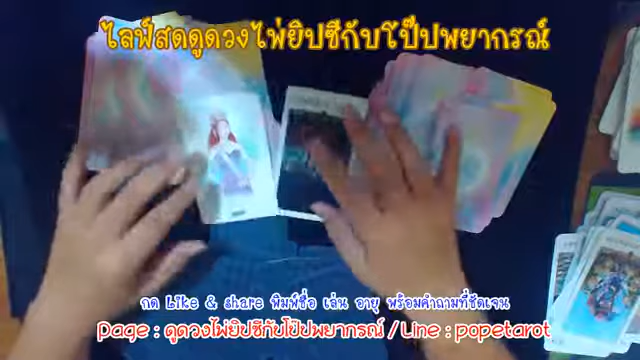 ไลฟ์สดดูดวงไพ่ยิปซีกับโป๊ปพยากรณ์
กด Like & share พิมพ์ชื่อ เล่น อายุ พร้อมคำถามที่ชัดเจน
Page : ดูดวงไพ่ยิปซีกับโป๊ปพยากรณ์ / Line : popetarot